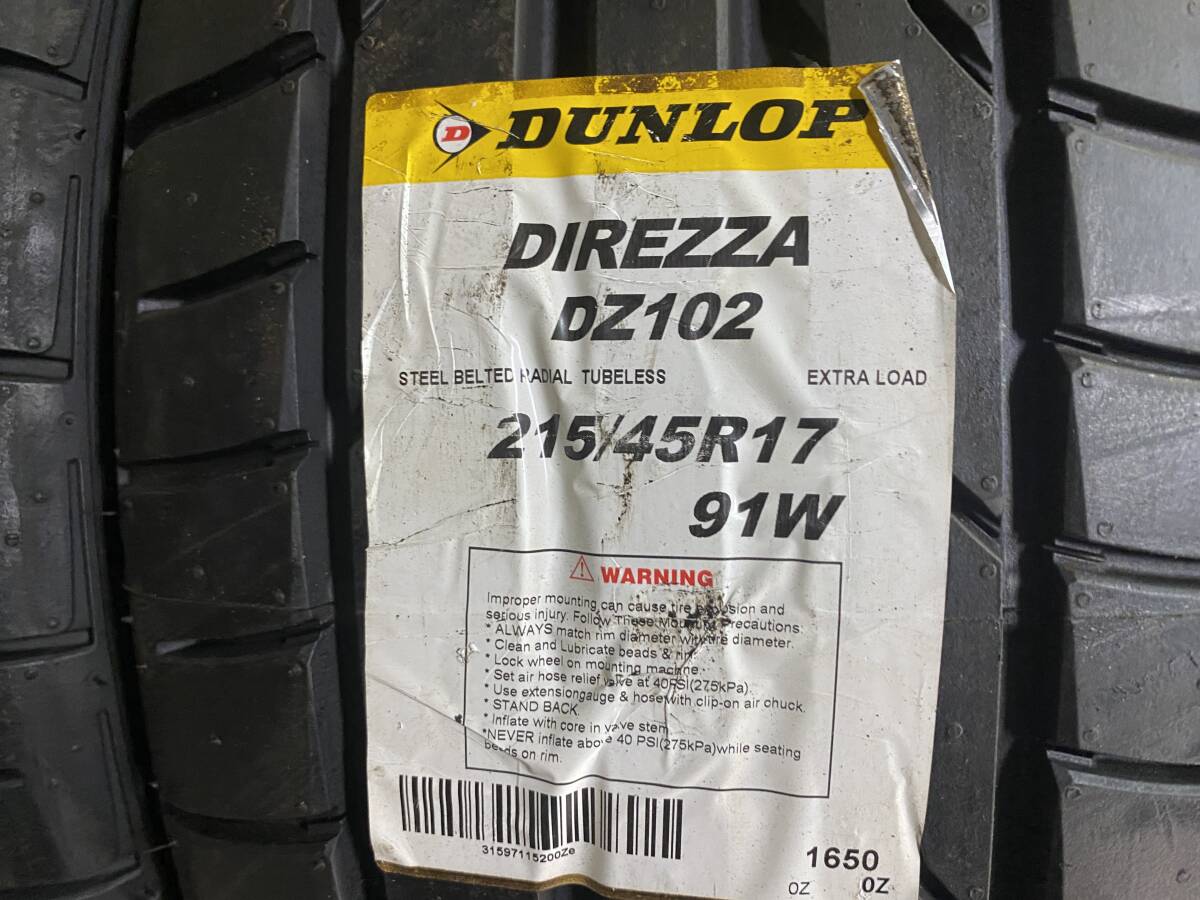 D DUNLOP
DIREZZA
DZ102
STEEL BELTED RADIAL TUBELESS EXTRA LOAD
215/45R17
91W
WARNING
Improper mounting can cause tire explosion and
serious injury. Follow These Mounting Precautions:
* ALWAYS match rim diameter with tire diameter.
* Clean and Lubricate beads & rim.
* Lock wheel on mounting machine.
* Set air hose relief valve at 40PSI(275kPa).
* Use extensiongauge & hose with clip-on air chuck.
* STAND BACK.
* Inflate with core in valve stem
*NEVER inflate above 40 PSI(275kPa)while seating
beads on rim.
31597115200Ze
1650
OZ OZ